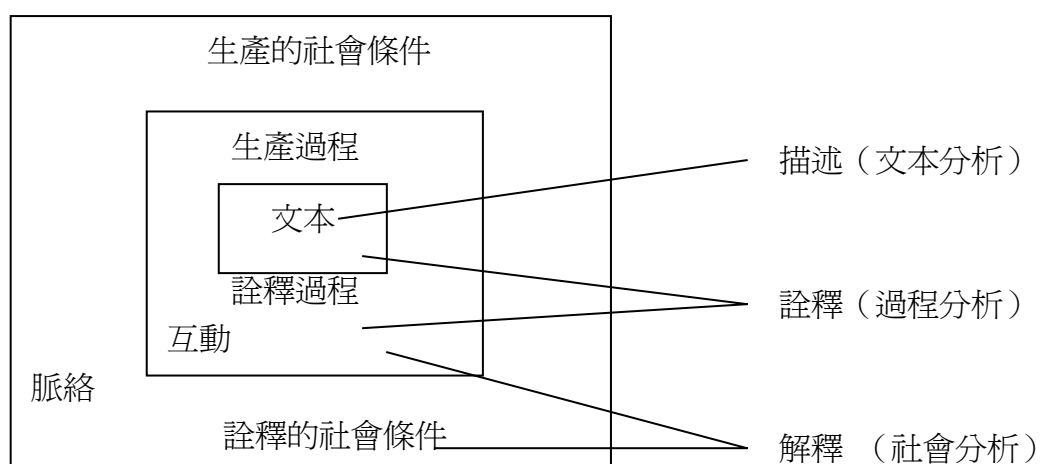 生產的社會條件
生產過程
描述（文本分析）
文本
詮釋過程
詮釋（過程分析）
互動
脈絡
詮釋的社會條件
解釋 （社會分析）